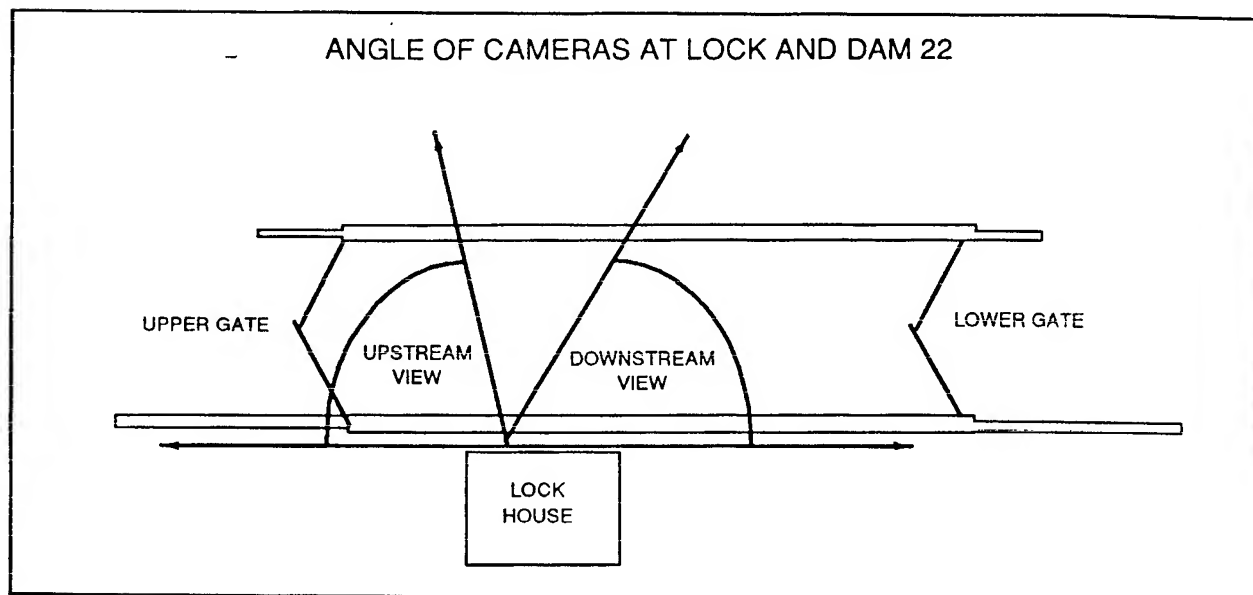 ANGLE OF CAMERAS AT LOCK AND DAM 22
UPPER GATE
LOWER GATE
UPSTREAM
VIEW
DOWNSTREAM
VIEW
LOCK
HOUSE